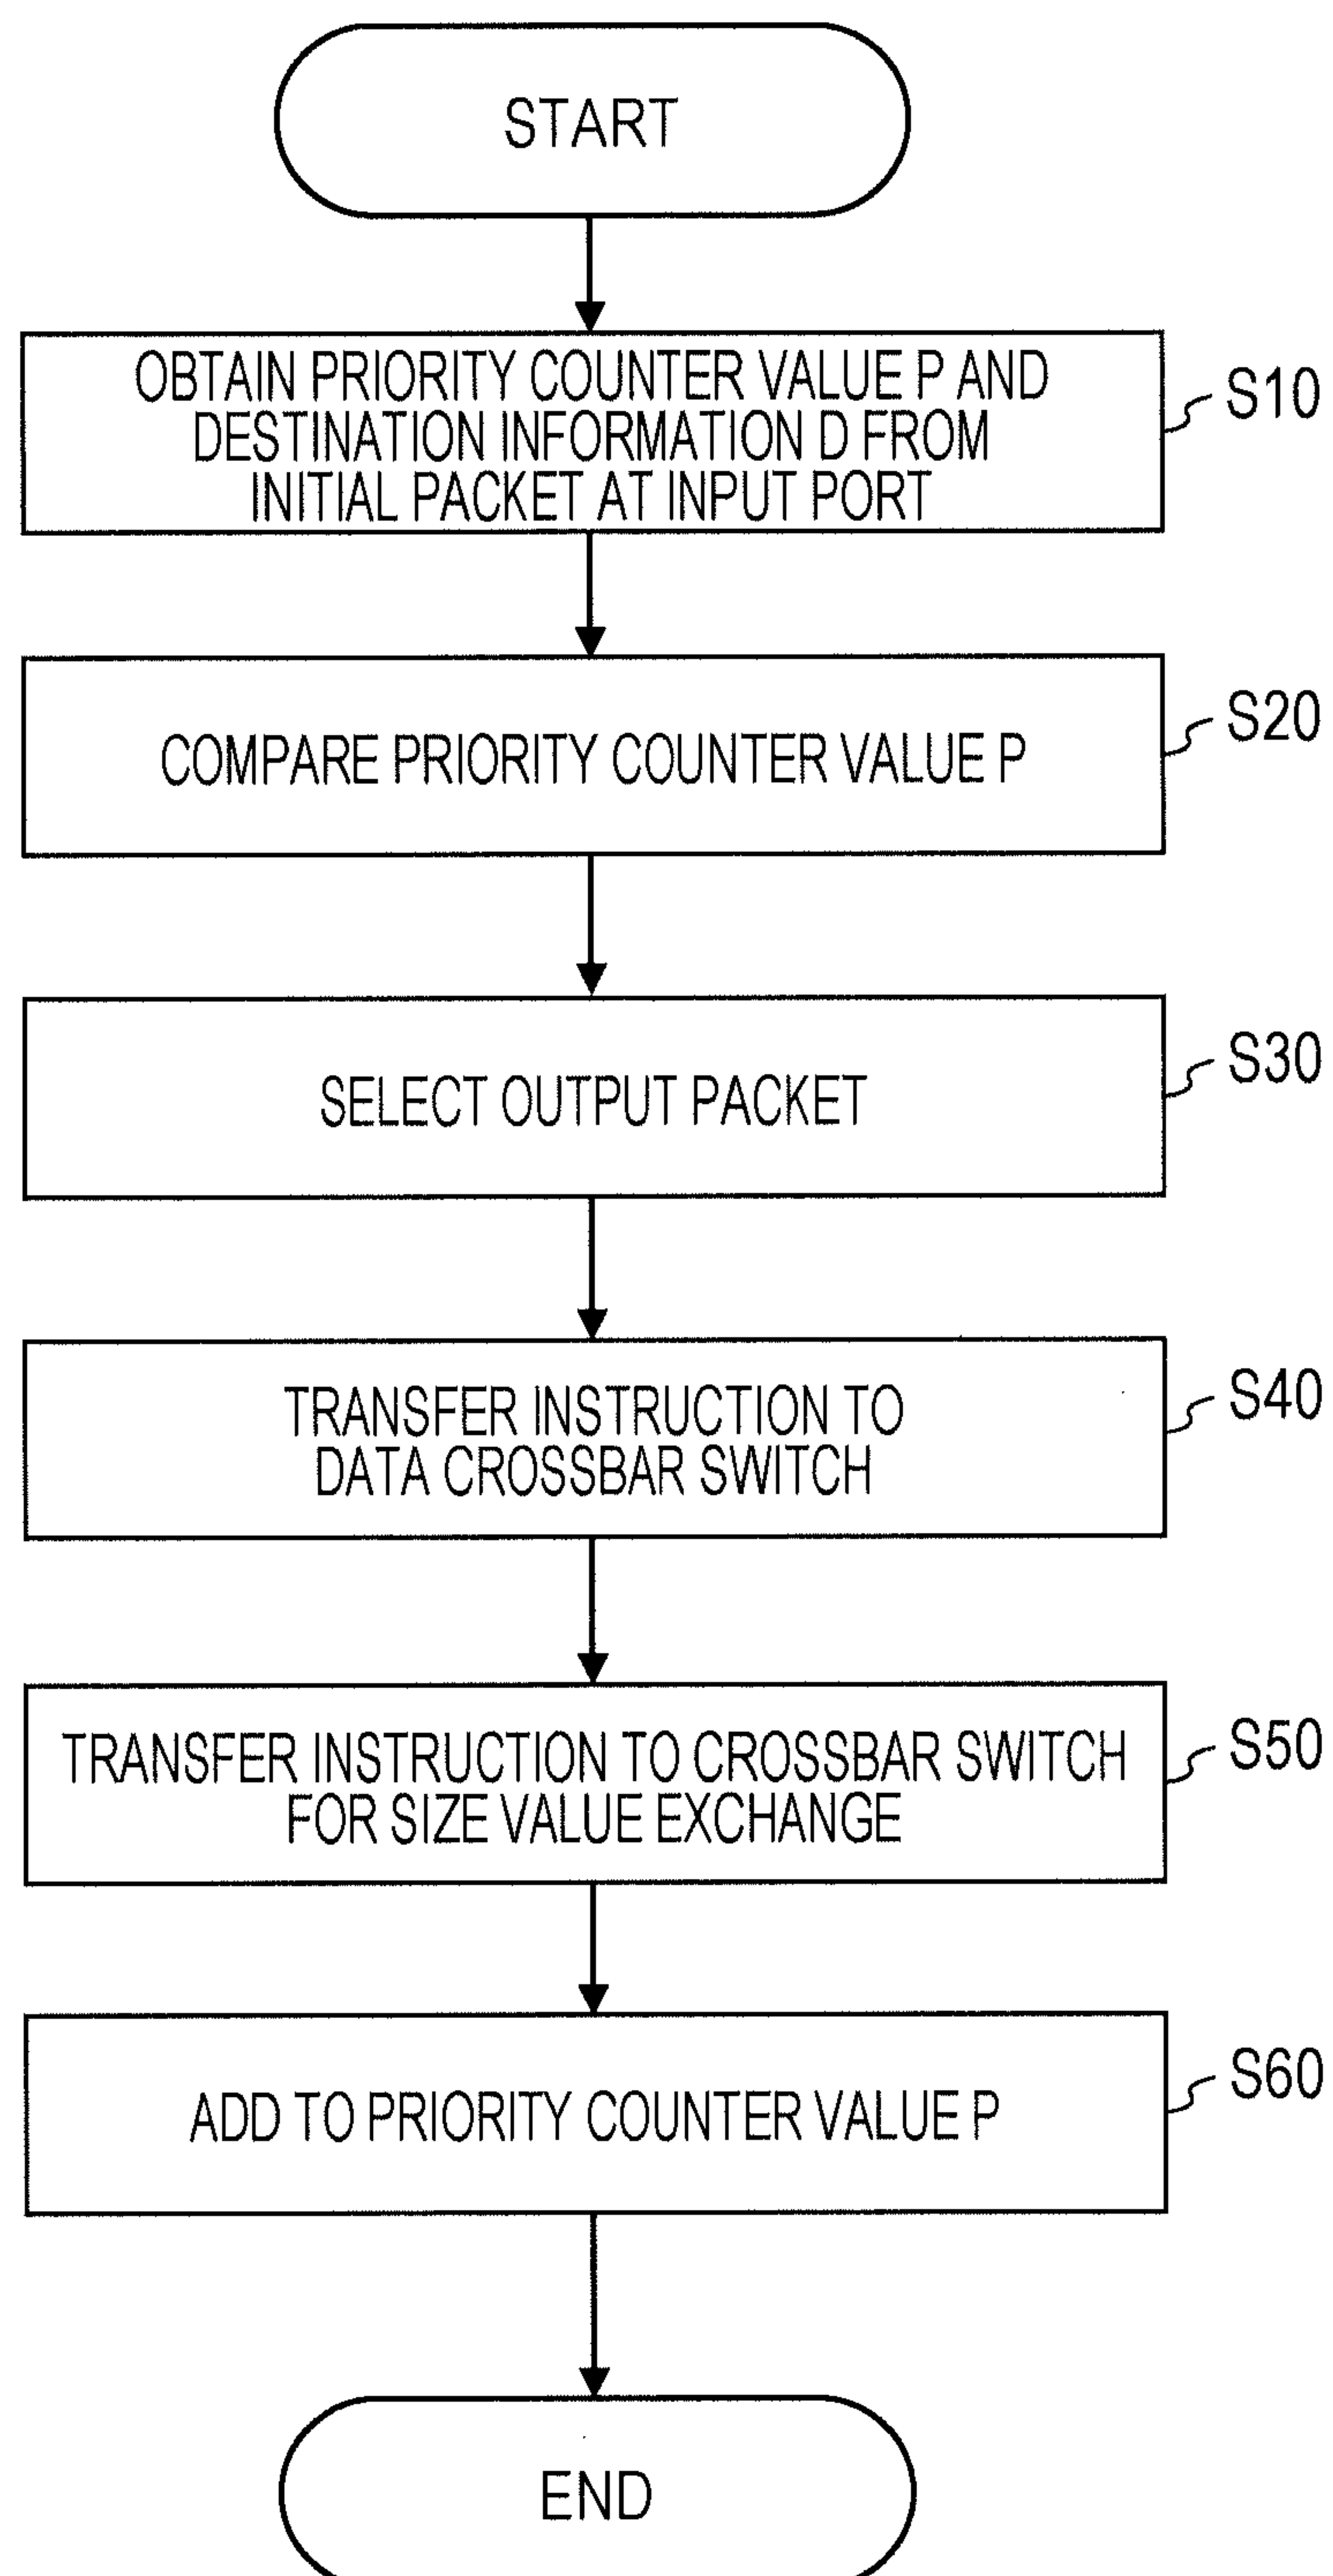 START
OBTAIN PRIORITY COUNTER VALUE P AND
DESTINATION INFORMATION D FROM
INITIAL PACKET AT INPUT PORT
S10
COMPARE PRIORITY COUNTER VALUE P
S20
SELECT OUTPUT PACKET
S30
TRANSFER INSTRUCTION TO
DATA CROSSBAR SWITCH
S40
TRANSFER INSTRUCTION TO CROSSBAR SWITCH
FOR SIZE VALUE EXCHANGE
S50
ADD TO PRIORITY COUNTER VALUE P
S60
END